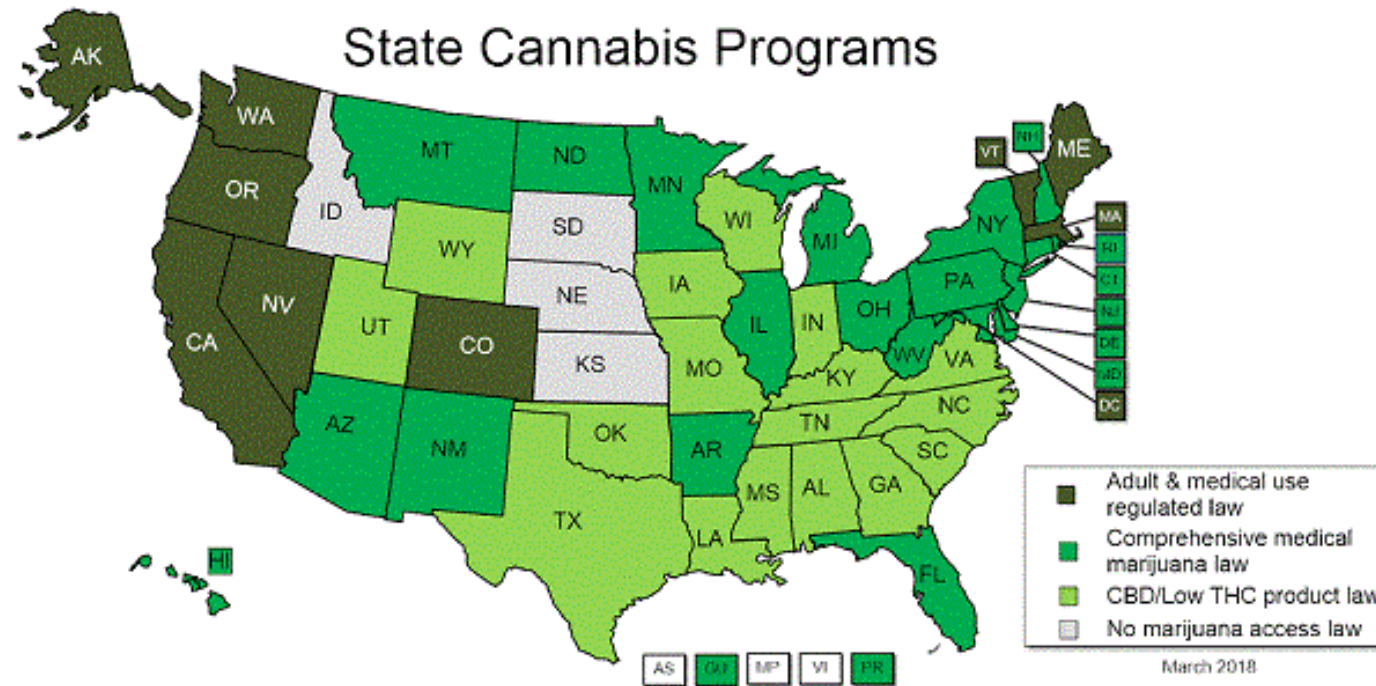 State Cannabis Programs
AK
WA
MT
ND
MN
VT
NH
ME
OR
ID
SD
WI
MI
NY
MA
RI
CT
NJ
DE
MD
DC
WY
NE
IA
PA
NV
UT
CO
IL
IN
OH
WV
VA
CA
KS
MO
KY
NC
AZ
NM
OK
AR
TN
SC
TX
LA
MS
AL
GA
FL
HI
AS
GU
MP
VI
PR
Adult & medical use
regulated law
Comprehensive medical
marijuana law
CBD/Low THC product law
No marijuana access law
March 2018